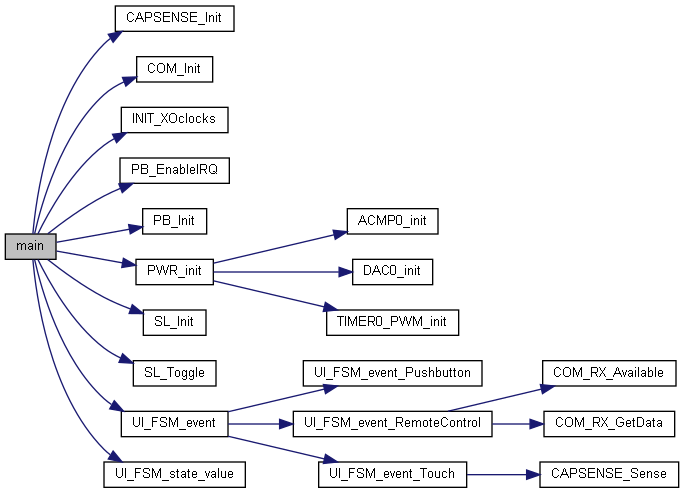 CAPSENSE_Init
COM_Init
INIT_XOclocks
PB_EnableIRQ
PB_Init
ACMP0_init
main
PWR_init
DAC0_init
SL_Init
TIMER0_PWM_init
SL_Toggle
UI_FSM_event_Pushbutton
COM_RX_Available
UI_FSM_event
UI_FSM_event_RemoteControl
COM_RX_GetData
UI_FSM_state_value
UI_FSM_event_Touch
CAPSENSE_Sense